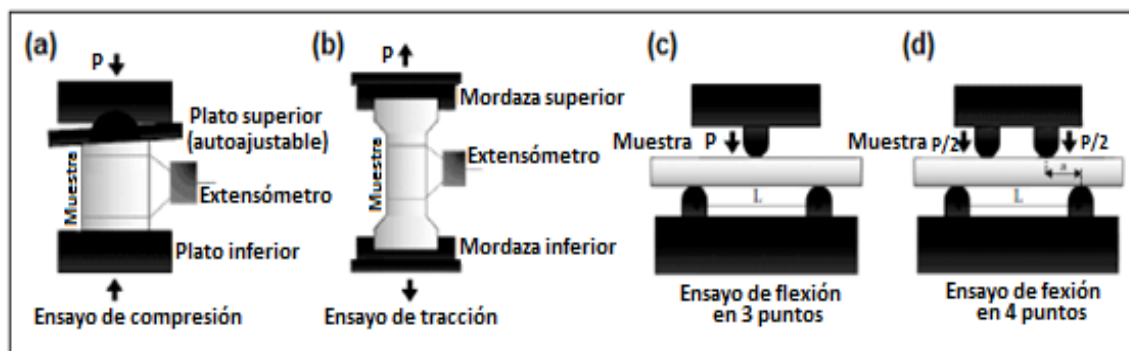 (a)
P
Plato superior
(autoajustable)
Muestra
Extensómetro
Plato inferior
Ensayo de compresión
(b)
P
Mordaza superior
Muestra
Extensómetro
Mordaza inferior
Ensayo de tracción
(c)
Muestra P
L
Ensayo de flexión
en 3 puntos
(d)
Muestra P/2
P/2
a
L
Ensayo de fexión
en 4 puntos